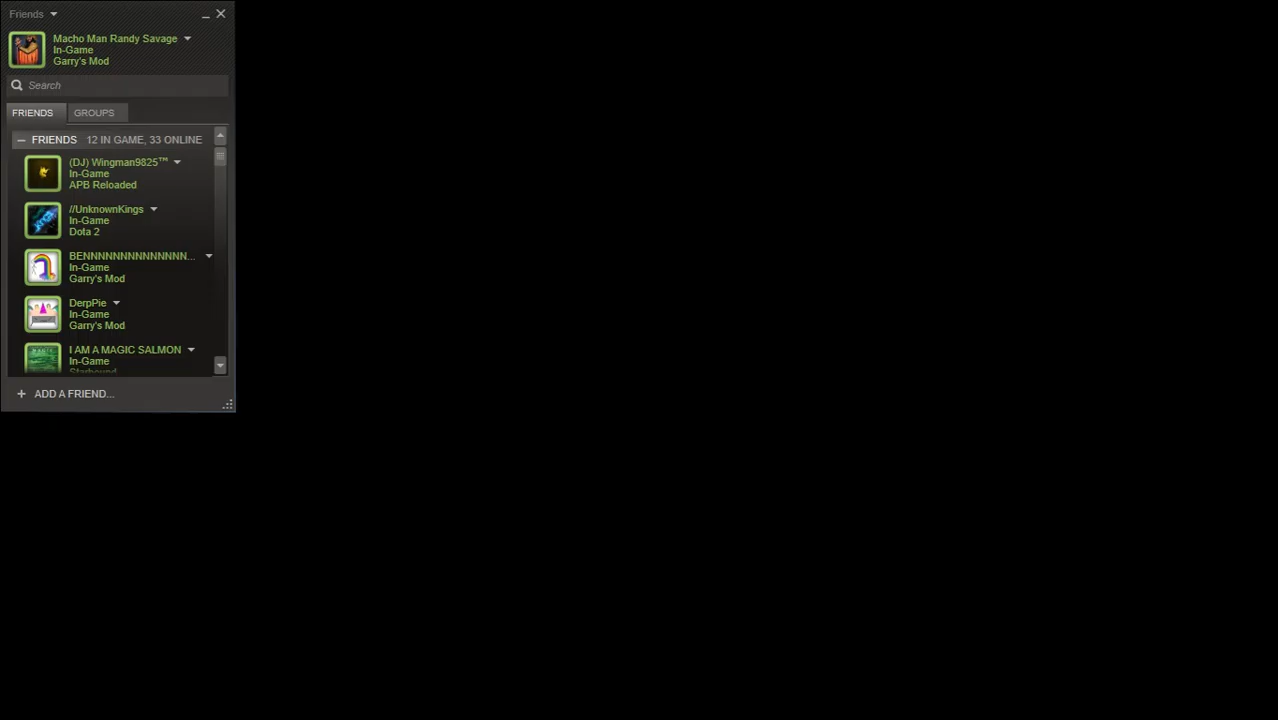 Friends
Macho Man Randy Savage
In-Game
Garry's Mod
Search
FRIENDS GROUPS
FRIENDS 12 IN GAME, 33 ONLINE
(DJ) Wingman9825™
In-Game
APB Reloaded
//UnknownKings
In-Game
Dota 2
BENNNNNNNNNNNNNN...
In-Game
Garry's Mod
DerpPie
In-Game
Garry's Mod
I AM A MAGIC SALMON
In-Game
Starbound
+ ADD A FRIEND...